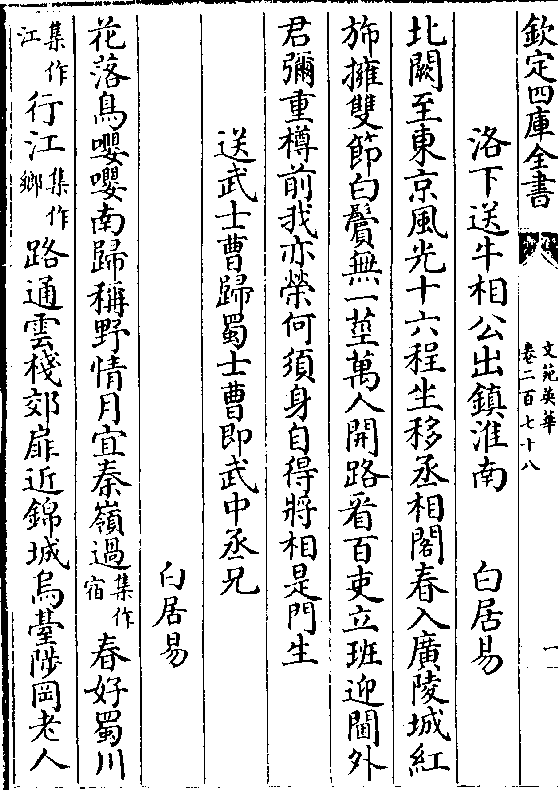 欽定四庫全書
文苑英華
卷二百七十八
洛下送牛相公出鎮淮南　白居易
北闕至東京風光十六程坐移丞相閣春入廣陵城紅
斾擁雙節白鬢無一莖萬人開路㸔百吏立班迎閫外
君彌重樽前我亦榮何須身自得將相是門生
送武士曹歸蜀士曹即武中丞兄
白居易
花落鳥嚶嚶南歸稱野情月宜秦嶺過集作宿春好蜀川
集作江行江集作鄉路通雲棧郊扉近錦城烏臺陟岡老人